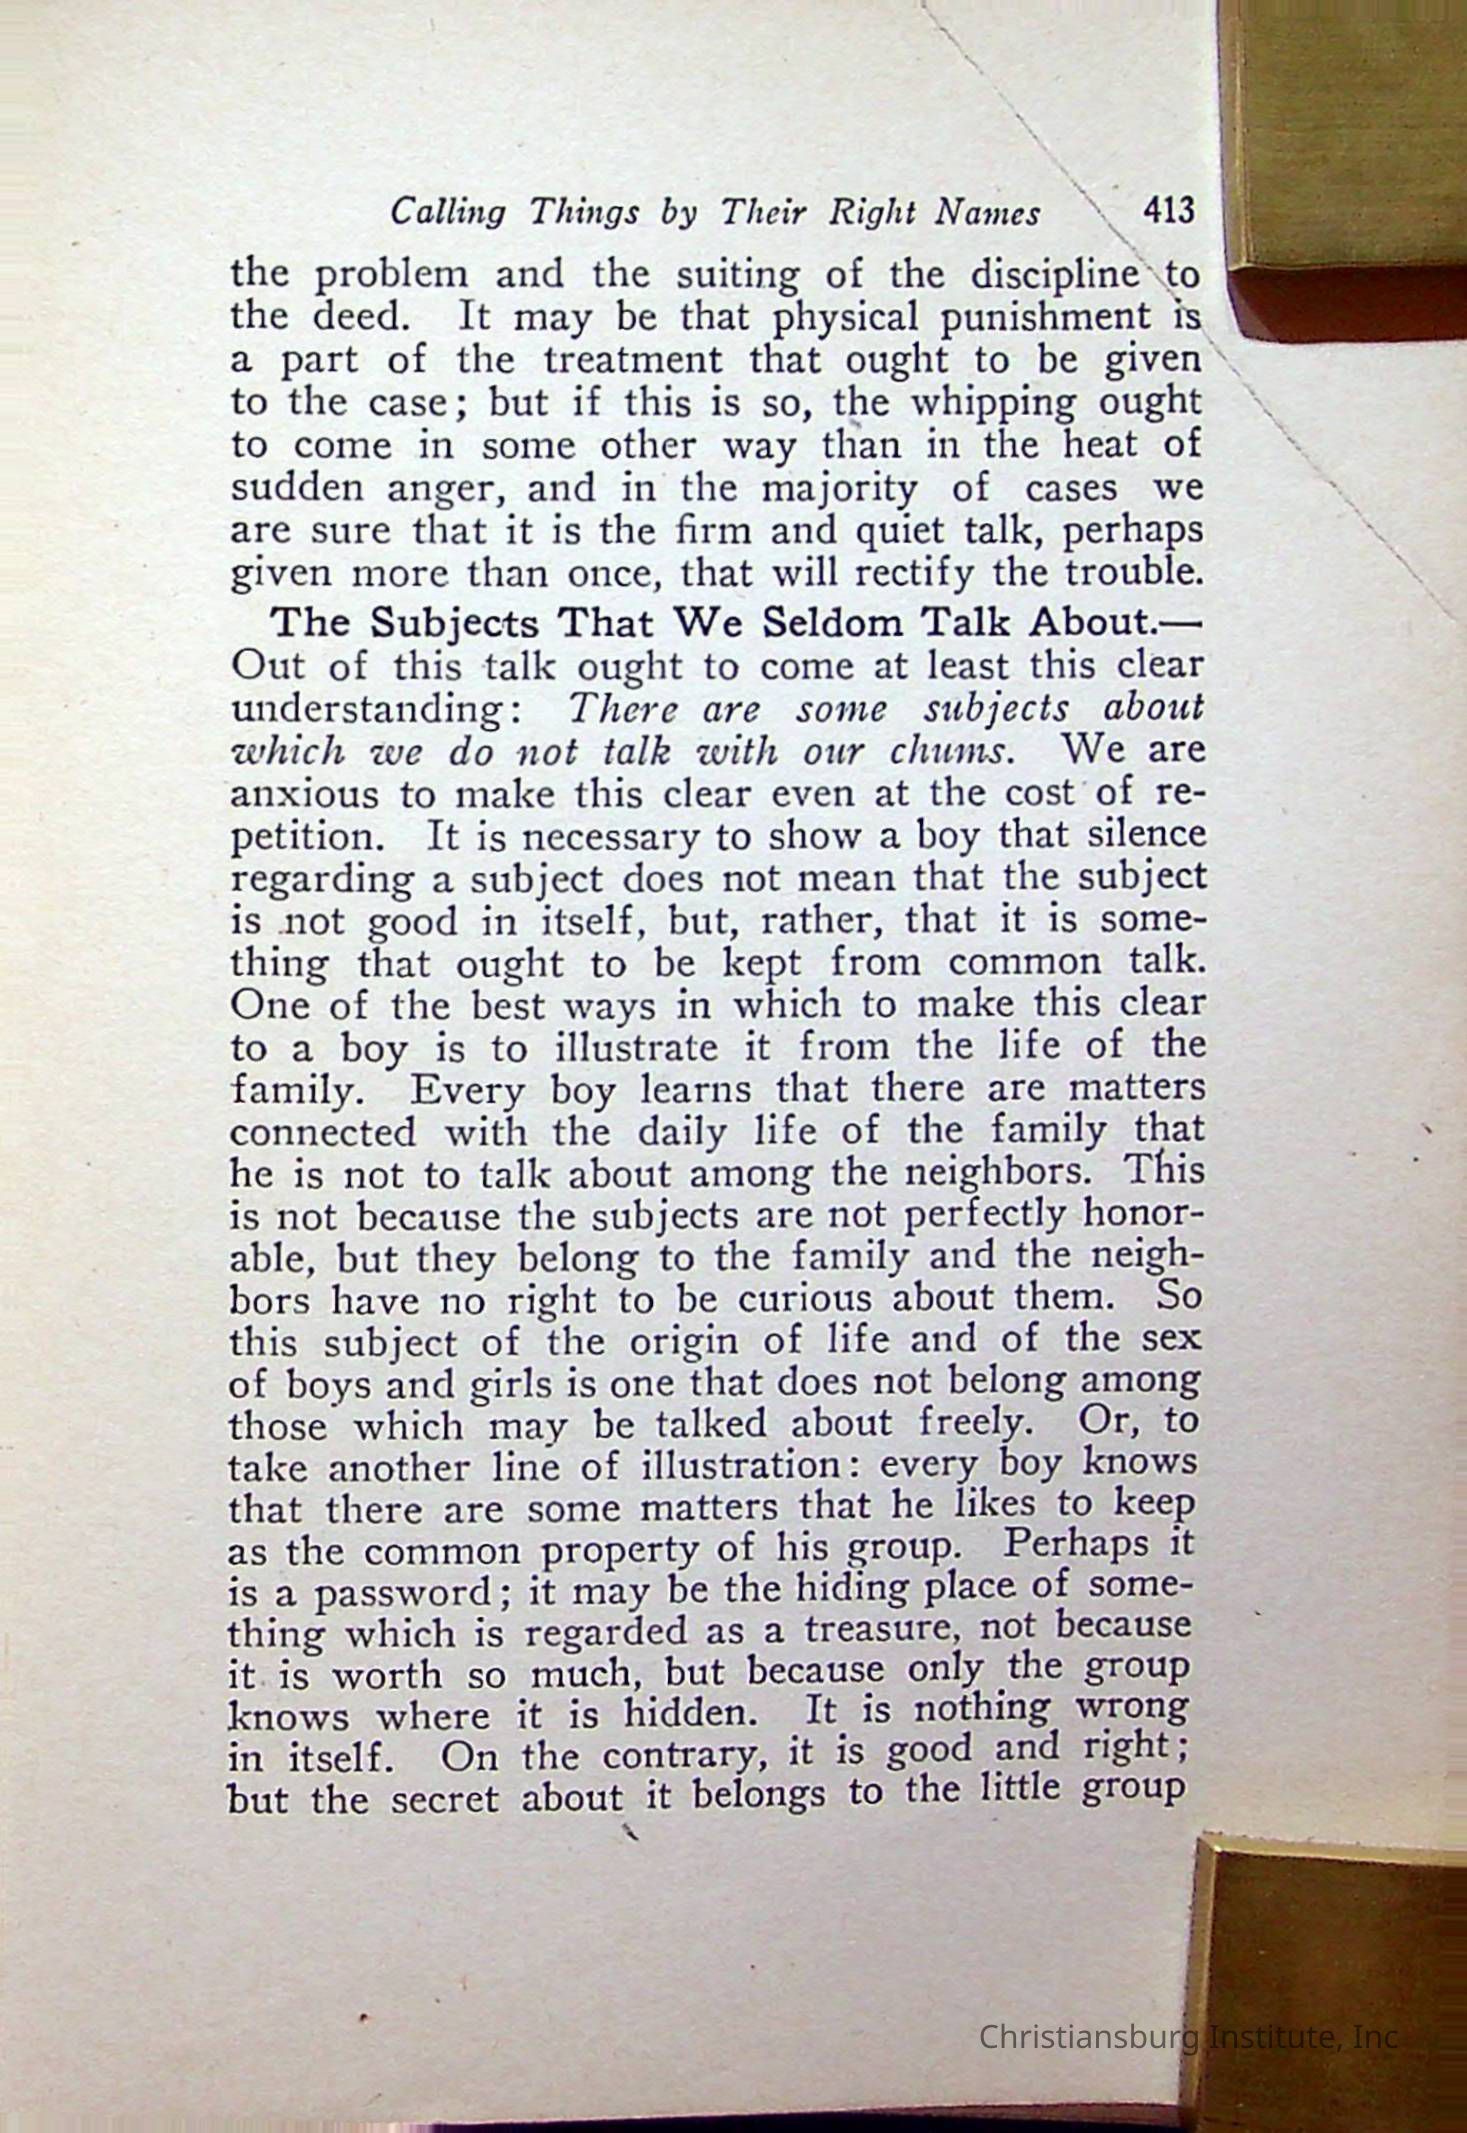 Calling Things by Their Right Names 413
the problem and the suiting of the discipline to
the deed. It may be that physical punishment is
a part of the treatment that ought to be given
to the case; but if this is so, the whipping ought
to come in some other way than in the heat of
sudden anger, and in the majority of cases we
are sure that it is the firm and quiet talk, perhaps
given more than once, that will rectify the trouble.
The Subjects That We Seldom Talk About.—
Out of this talk ought to come at least this clear
understanding: There are some subjects about
which we do not talk with our chums. We are
anxious to make this clear even at the cost of re-
petition. It is necessary to show a boy that silence
regarding a subject does not mean that the subject
is not good in itself, but, rather, that it is some-
thing that ought to be kept from common talk.
One of the best ways in which to make this clear
to a boy is to illustrate it from the life of the
family. Every boy learns that there are matters
connected with the daily life of the family that
he is not to talk about among the neighbors. This
is not because the subjects are not perfectly honor-
able, but they belong to the family and the neigh-
bors have no right to be curious about them. So
this subject of the origin of life and of the sex
of boys and girls is one that does not belong among
those which may be talked about freely. Or, to
take another line of illustration: every boy knows
that there are some matters that he likes to keep
as the common property of his group. Perhaps it
is a password; it may be the hiding place of some-
thing which is regarded as a treasure, not because
it is worth so much, but because only the group
knows where it is hidden. It is nothing wrong
in itself. On the contrary, it is good and right;
but the secret about it belongs to the little group
Christiansburg Institute, Inc